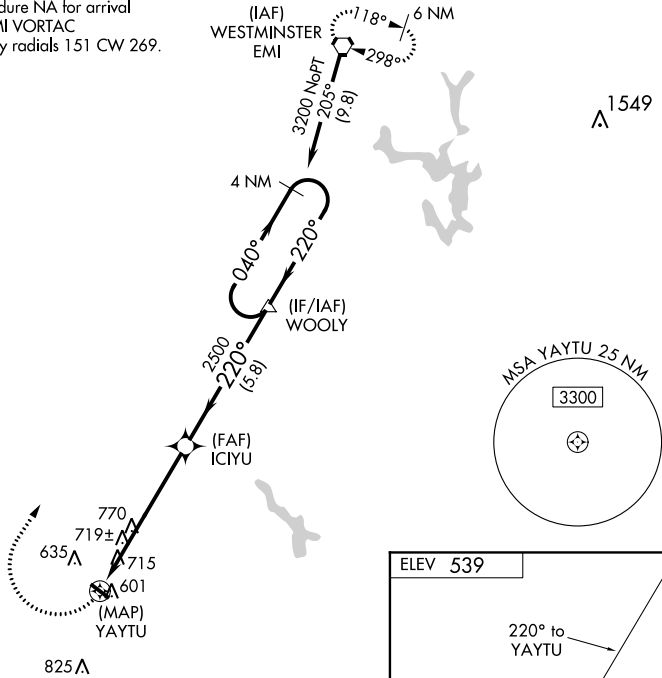 dure NA for arrival
MI VORTAC
y radials 151 CW 269.
(IAF)
WESTMINSTER
EMI
118°
6 NM
298°
3200 NoPT
205°
(9.8)
1549
4 NM
040°
220°
(IF/IAF)
WOOLY
2500
220°
(5.8)
MSA YAYTU 25 NM
3300
(FAF)
ICIYU
770
719±
635
715
601
(MAP)
YAYTU
825
ELEV 539
220° to
YAYTU